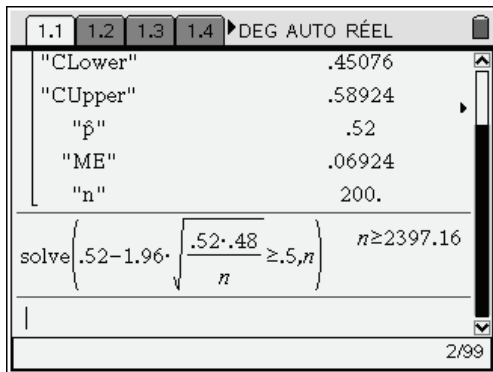 1.1 1.2 1.3 1.4 DEG AUTO RÉEL
"CLower" .45076
"CUpper" .58924
"p̂" .52
"ME" .06924
"n" 200.
solve(.52−1.96·√(.52·.48/n)≥.5,n) n≥2397.16
2/99